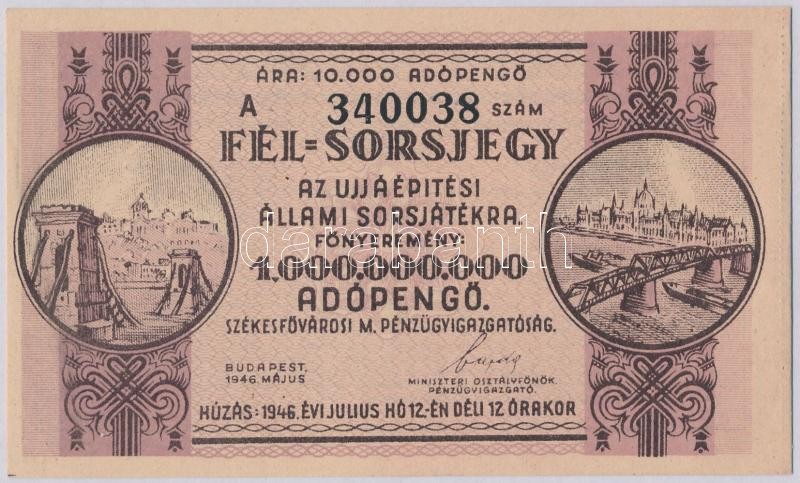 ÁRA: 10.000 ADÓPENGŐ
A 340038 SZÁM
FÉL=SORSJEGY
AZ UJJÁÉPITÉSI
ÁLLAMI SORSJÁTÉKRA.
FŐNYEREMÉNY:
1.000.000.000
ADÓPENGŐ.
SZÉKESFŐVÁROSI M. PÉNZÜGYIGAZGATÓSÁG.
BUDAPEST,
1946. MÁJUS
MINISZTERI OSZTÁLYFŐNÖK.
PÉNZÜGYIGAZGATÓ.
HÚZÁS: 1946. ÉVI JULIUS HÓ 12-ÉN DÉLI 12 ÓRAKOR
darabanth